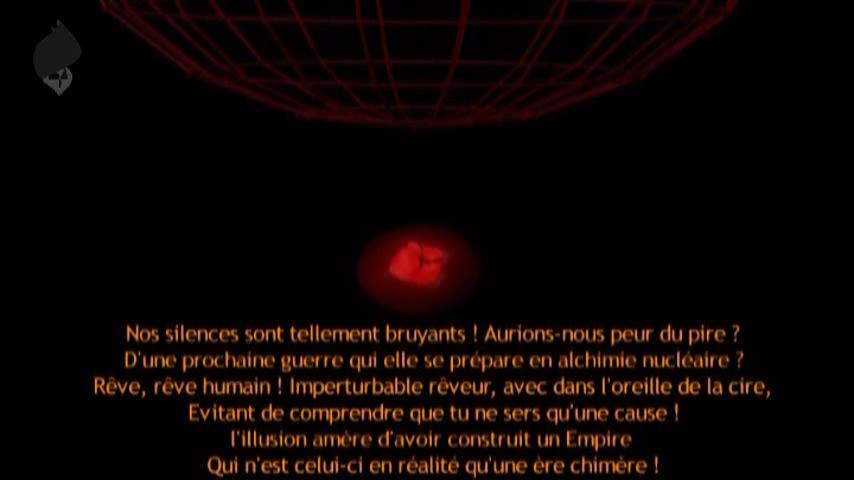 Nos silences sont tellement bruyants ! Aurions-nous peur du pire ?
D'une prochaine guerre qui elle se prépare en alchimie nucléaire ?
Rêve, rêve humain ! Imperturbable rêveur, avec dans l'oreille de la cire,
Evitant de comprendre que tu ne sers qu'une cause !
l'illusion amère d'avoir construit un Empire
Qui n'est celui-ci en réalité qu'une ère chimère !